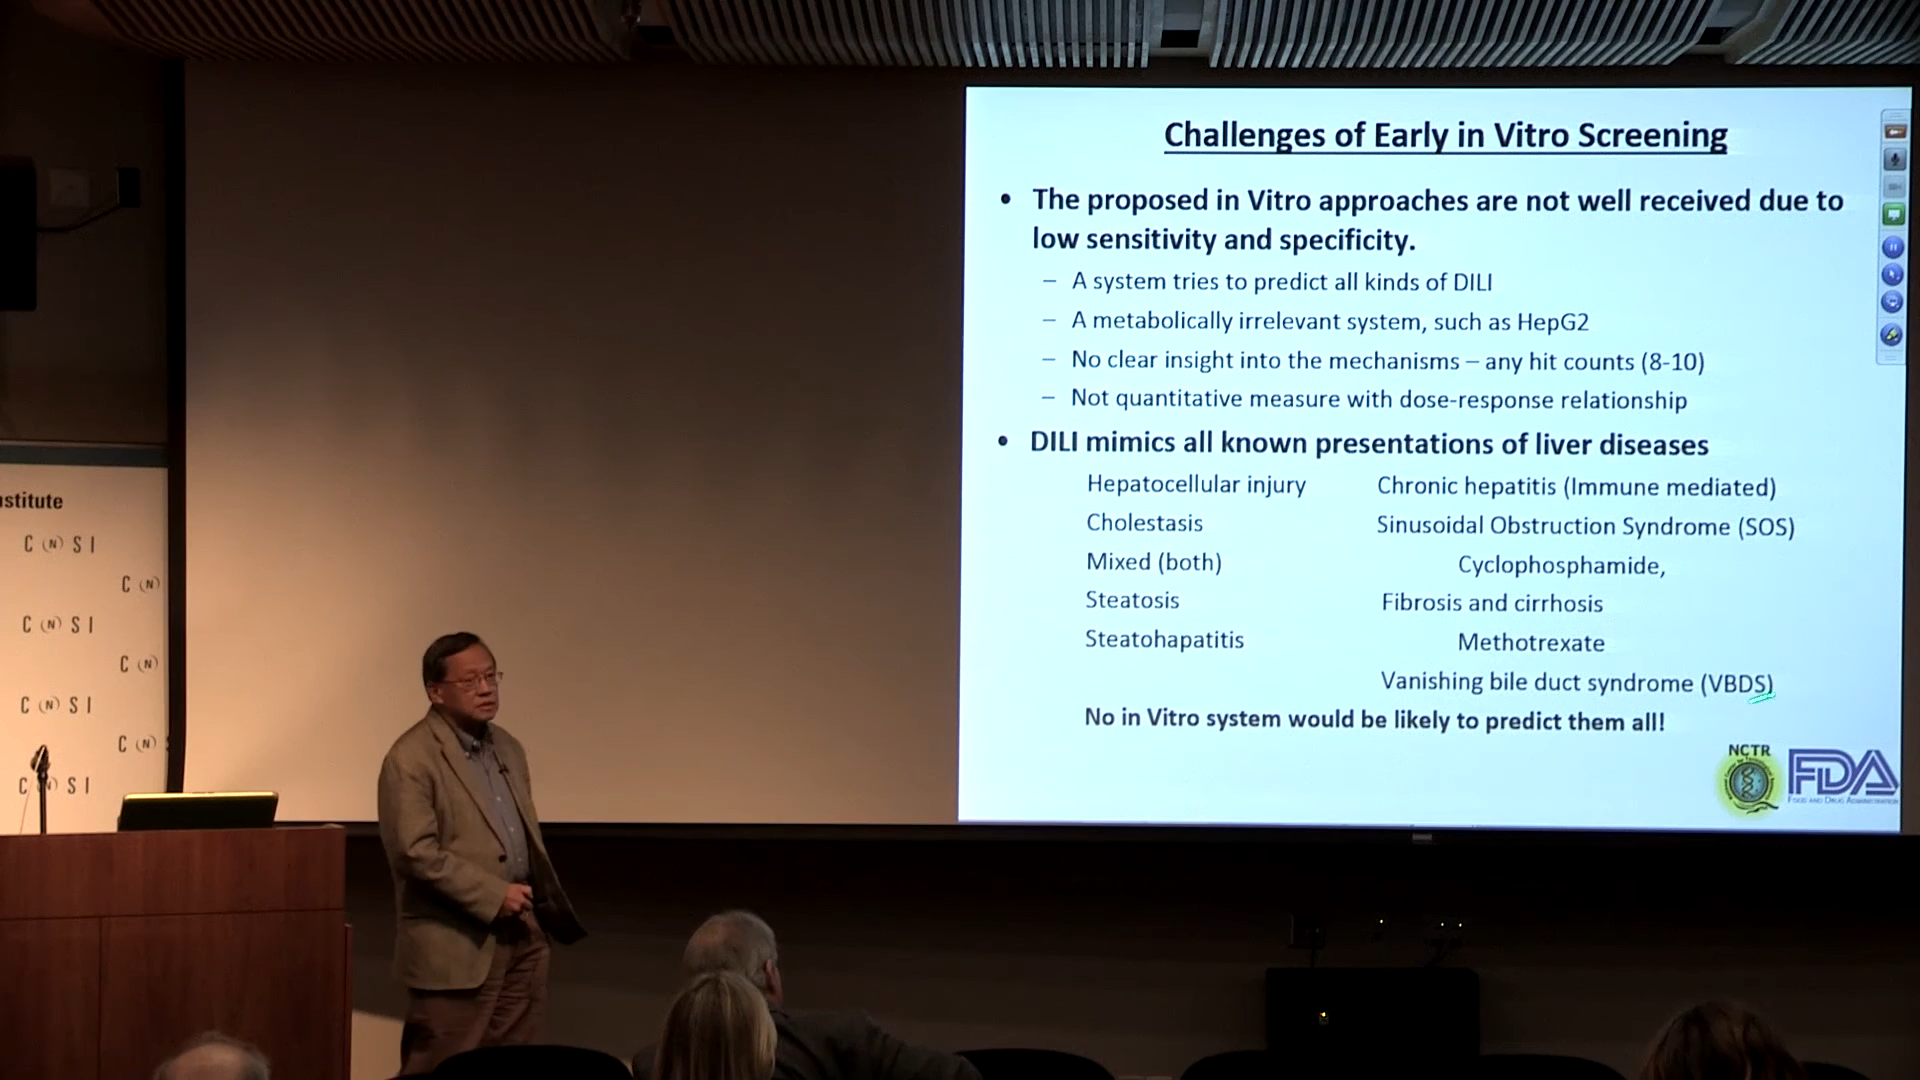 Challenges of Early in Vitro Screening
• The proposed in Vitro approaches are not well received due to
low sensitivity and specificity.
– A system tries to predict all kinds of DILI
– A metabolically irrelevant system, such as HepG2
– No clear insight into the mechanisms – any hit counts (8-10)
– Not quantitative measure with dose-response relationship
• DILI mimics all known presentations of liver diseases
Hepatocellular injury
Cholestasis
Mixed (both)
Steatosis
Steatohapatitis
Chronic hepatitis (Immune mediated)
Sinusoidal Obstruction Syndrome (SOS)
Cyclophosphamide,
Fibrosis and cirrhosis
Methotrexate
Vanishing bile duct syndrome (VBDS)
No in Vitro system would be likely to predict them all!
NCTR
FDA
FOOD AND DRUG ADMINISTRATION
stitute
C (N) S I
C (N)
C (N) S I
C (N)
C (N) S I
C (N)
C (N) S I